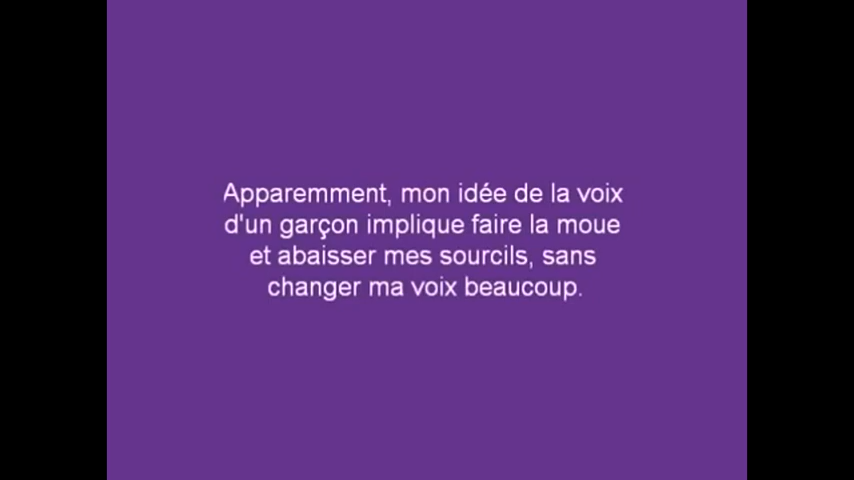 Apparemment, mon idée de la voix
d'un garçon implique faire la moue
et abaisser mes sourcils, sans
changer ma voix beaucoup.